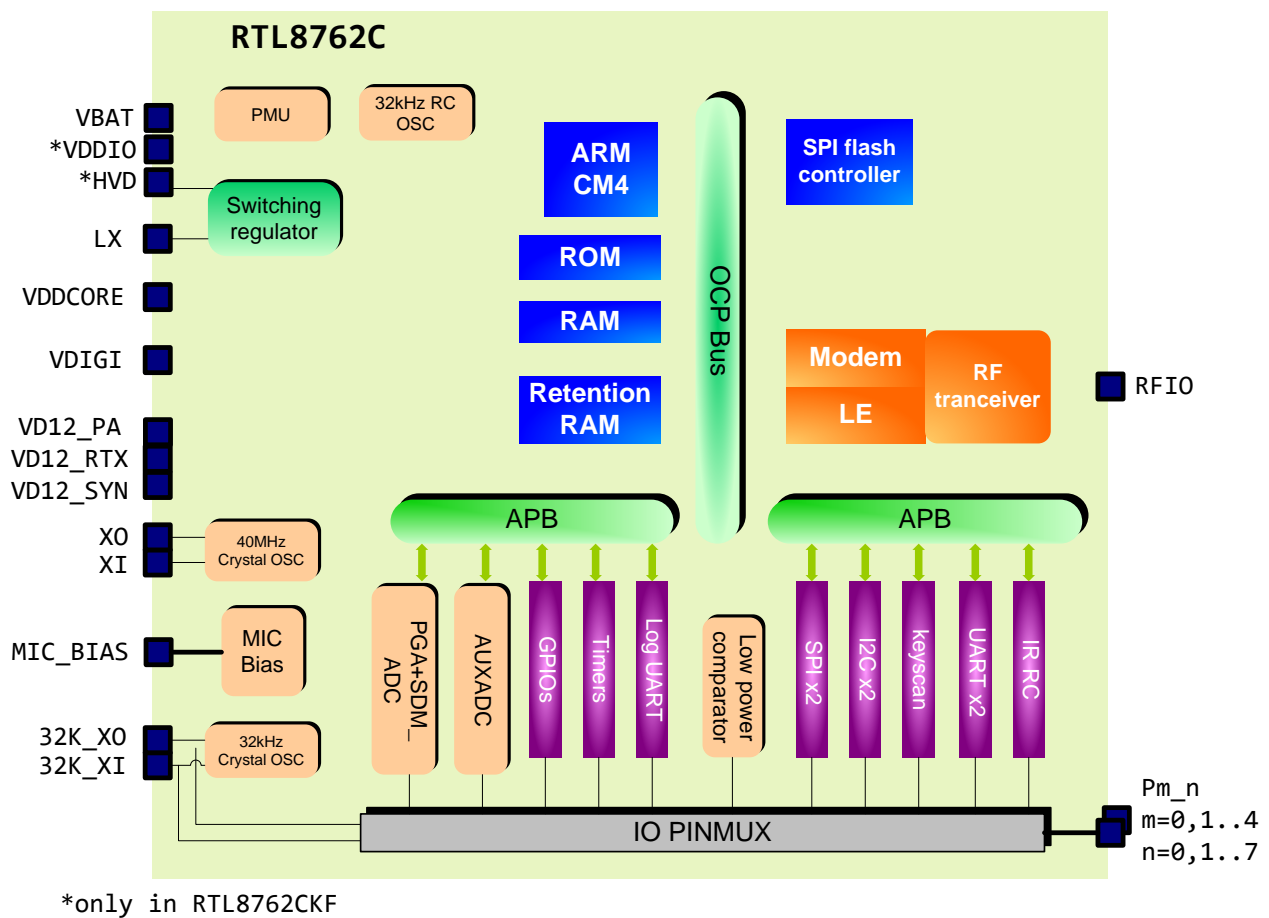 RTL8762C
VBAT
*VDDIO
*HVD
LX
VDDCORE
VDIGI
VD12_PA
VD12_RTX
VD12_SYN
XO
XI
MIC_BIAS
32K_XO
32K_XI
PMU
32kHz RC
OSC
Switching
regulator
40MHz
Crystal OSC
MIC
Bias
32kHz
Crystal OSC
ARM
CM4
ROM
RAM
Retention
RAM
OCP Bus
SPI flash
controller
Modem
LE
RF
tranceiver
RFIO
APB
APB
PGA+SDM_
ADC
AUXADC
GPIOs
Timers
Log UART
Low power
comparator
SPI x2
I2C x2
keyscan
UART x2
IR RC
IO PINMUX
Pm_n
m=0,1..4
n=0,1..7
*only in RTL8762CKF